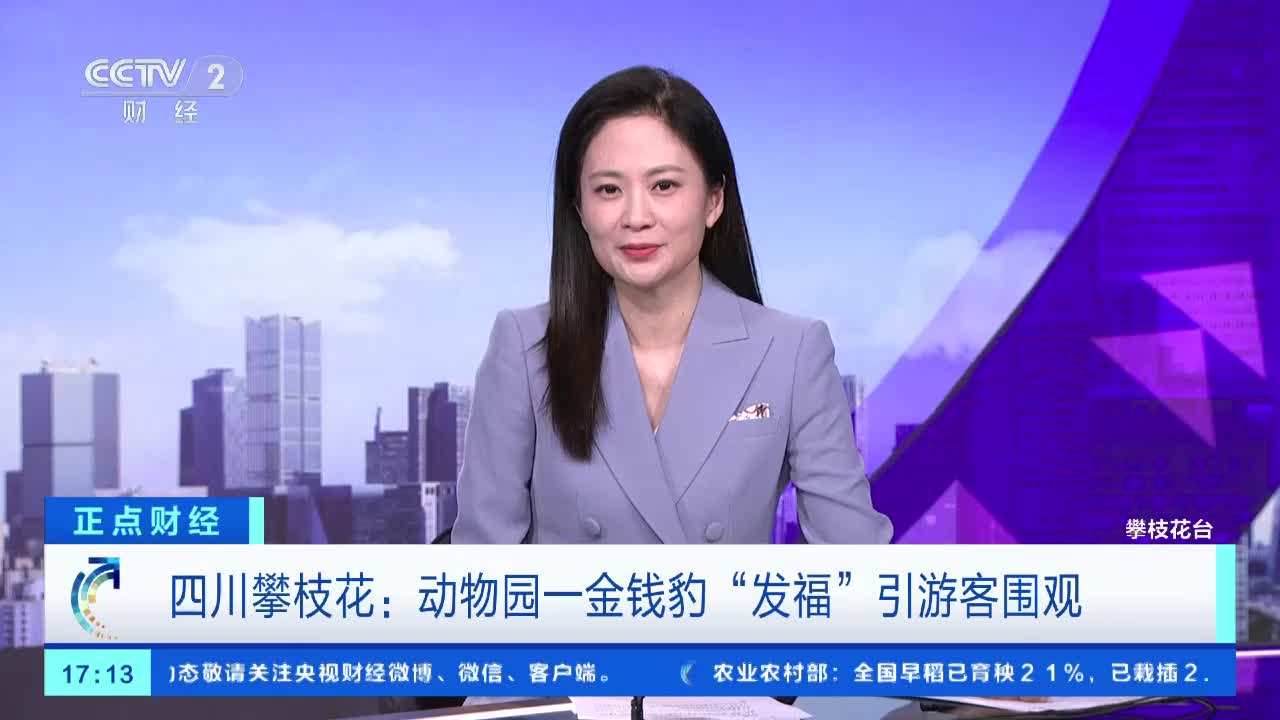 CCTV 2
财 经
正点财经
攀枝花台
四川攀枝花：动物园一金钱豹“发福”引游客围观
17:13
态敬请关注央视财经微博、微信、客户端。 农业农村部：全国早稻已育秧21%，已栽插2.